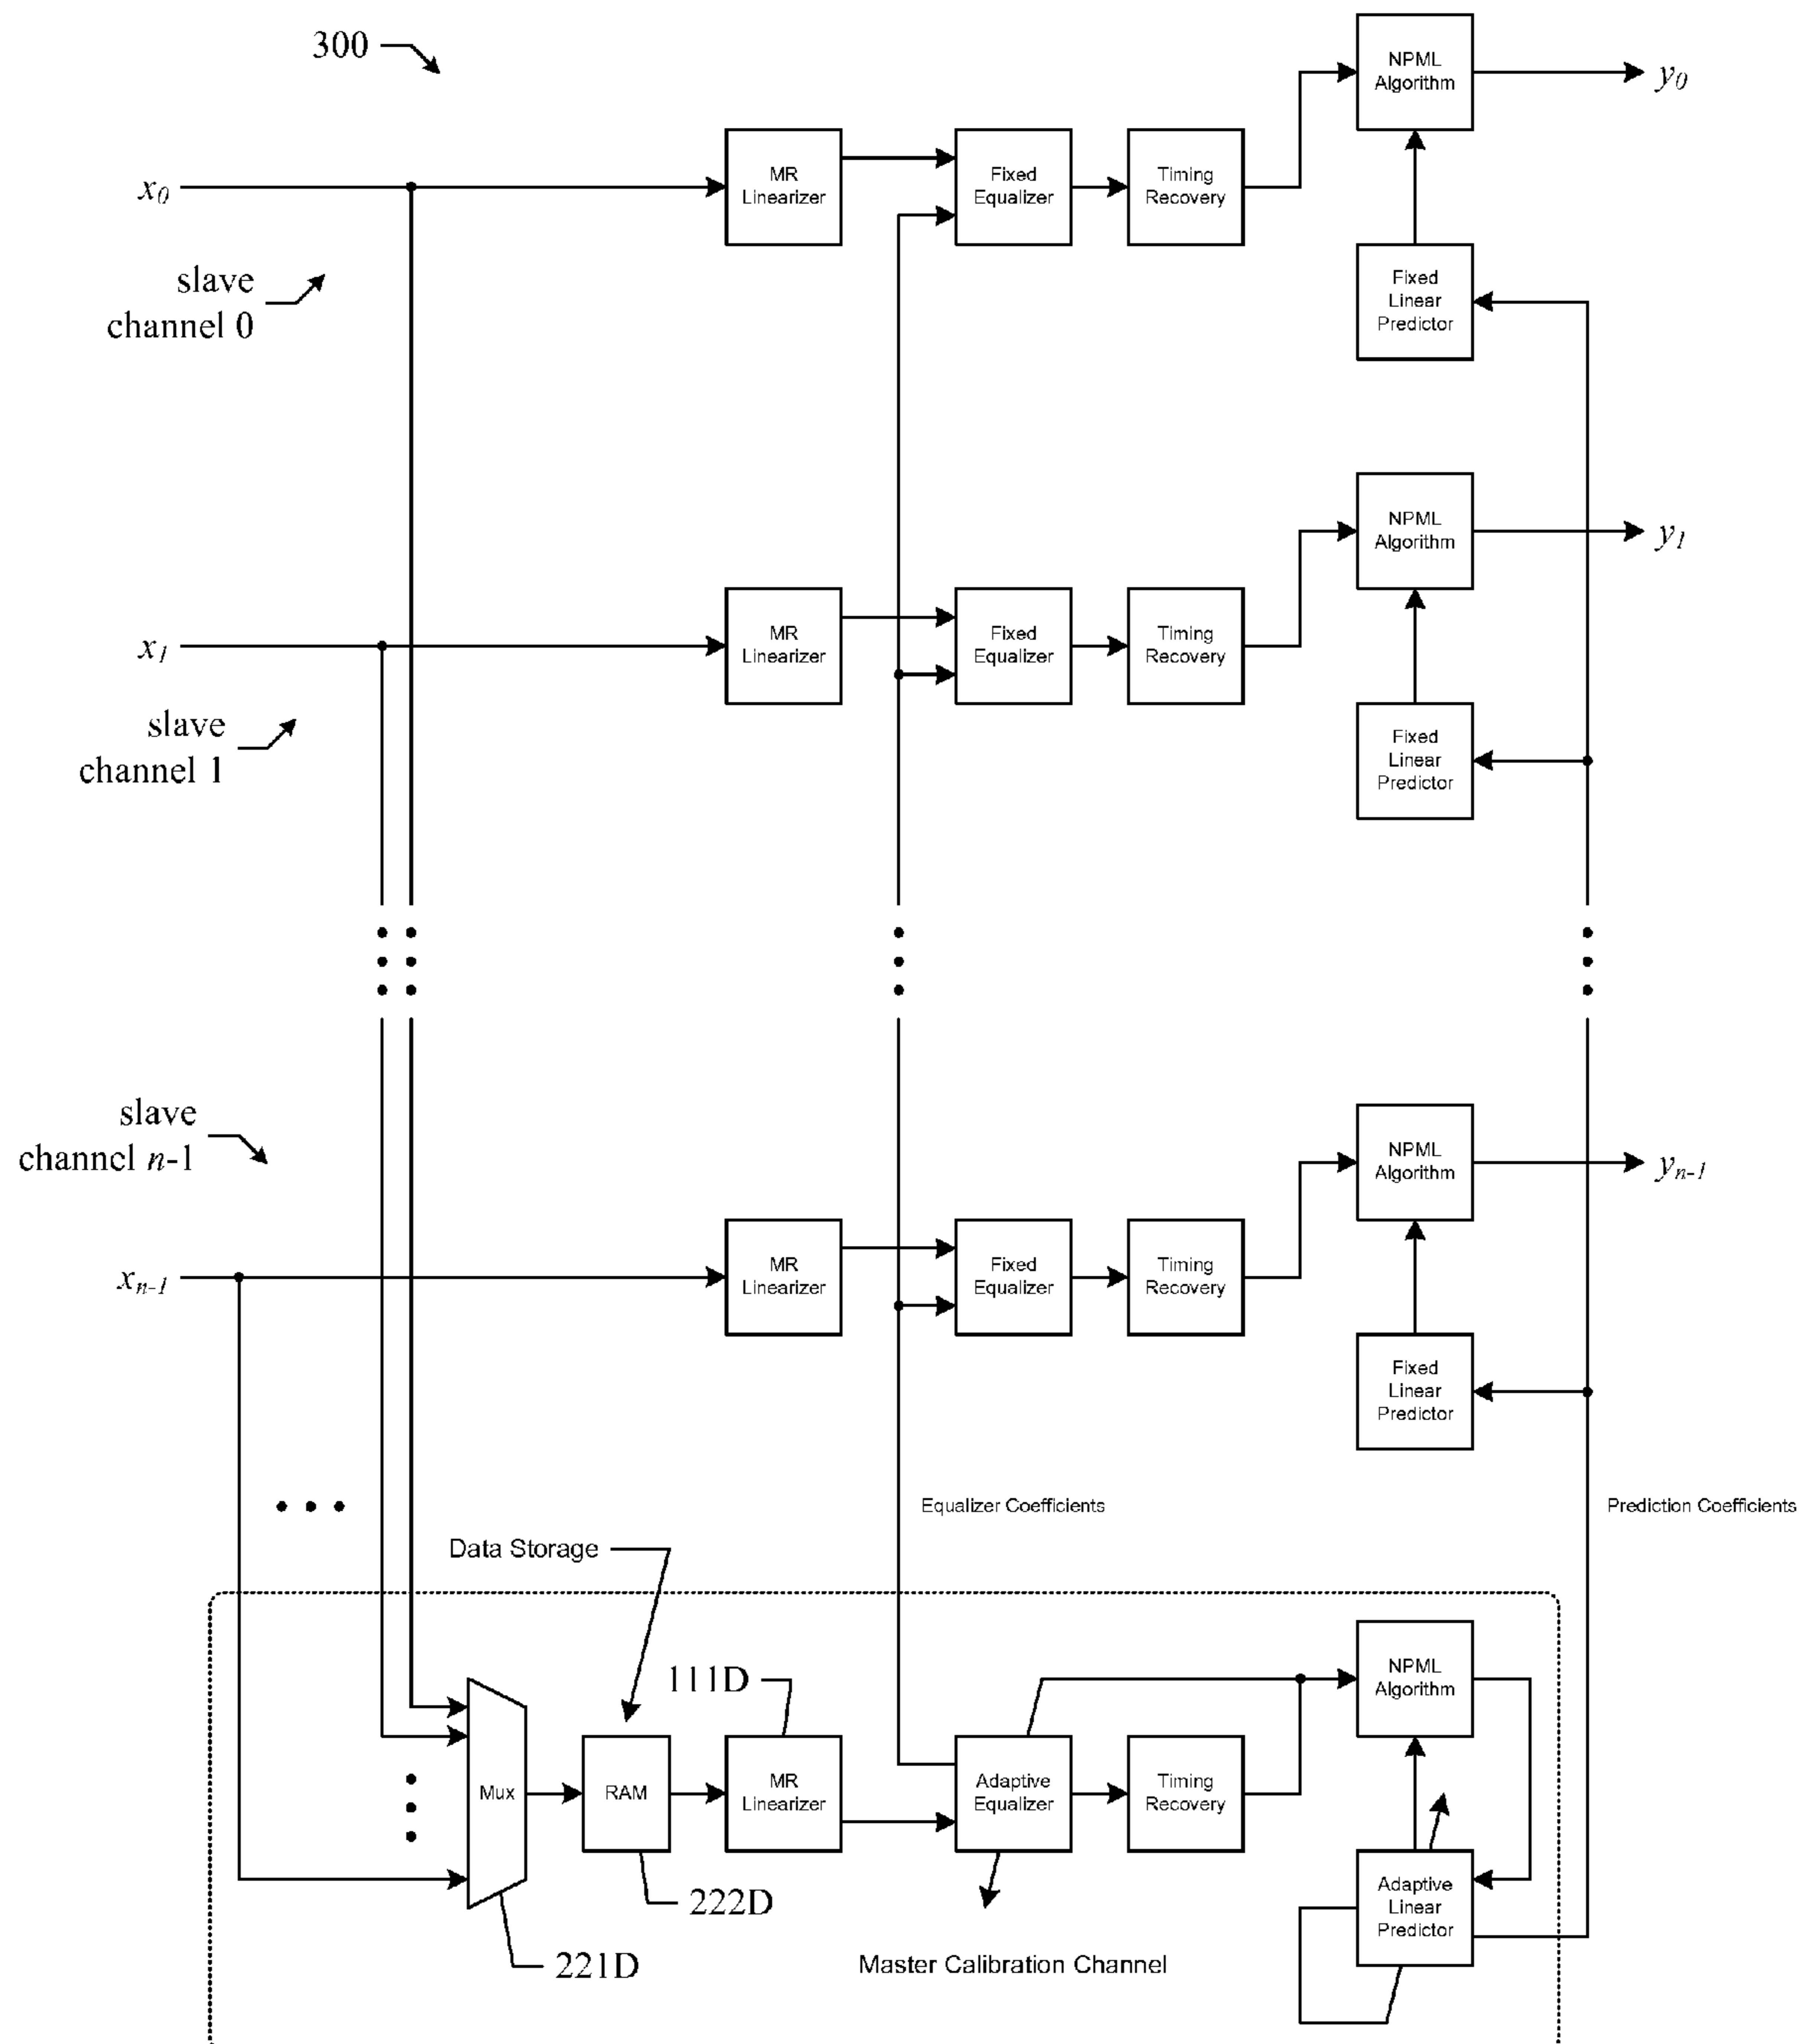 300
NPML
Algorithm
y0
x0
MR
Linearizer
Fixed
Equalizer
Timing
Recovery
slave
channel 0
Fixed
Linear
Predictor
NPML
Algorithm
y1
x1
MR
Linearizer
Fixed
Equalizer
Timing
Recovery
slave
channel 1
Fixed
Linear
Predictor
slave
channel n-1
NPML
Algorithm
yn-1
xn-1
MR
Linearizer
Fixed
Equalizer
Timing
Recovery
Fixed
Linear
Predictor
Equalizer Coefficients
Prediction Coefficients
Data Storage
111D
NPML
Algorithm
Mux
RAM
MR
Linearizer
Adaptive
Equalizer
Timing
Recovery
222D
Adaptive
Linear
Predictor
221D
Master Calibration Channel